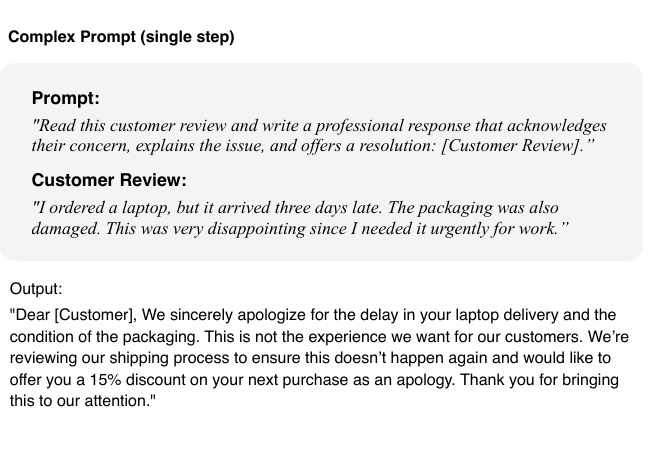 Complex Prompt (single step)
Prompt:
"Read this customer review and write a professional response that acknowledges
their concern, explains the issue, and offers a resolution: [Customer Review].”
Customer Review:
"I ordered a laptop, but it arrived three days late. The packaging was also
damaged. This was very disappointing since I needed it urgently for work.”
Output:
"Dear [Customer], We sincerely apologize for the delay in your laptop delivery and the
condition of the packaging. This is not the experience we want for our customers. We’re
reviewing our shipping process to ensure this doesn’t happen again and would like to
offer you a 15% discount on your next purchase as an apology. Thank you for bringing
this to our attention."